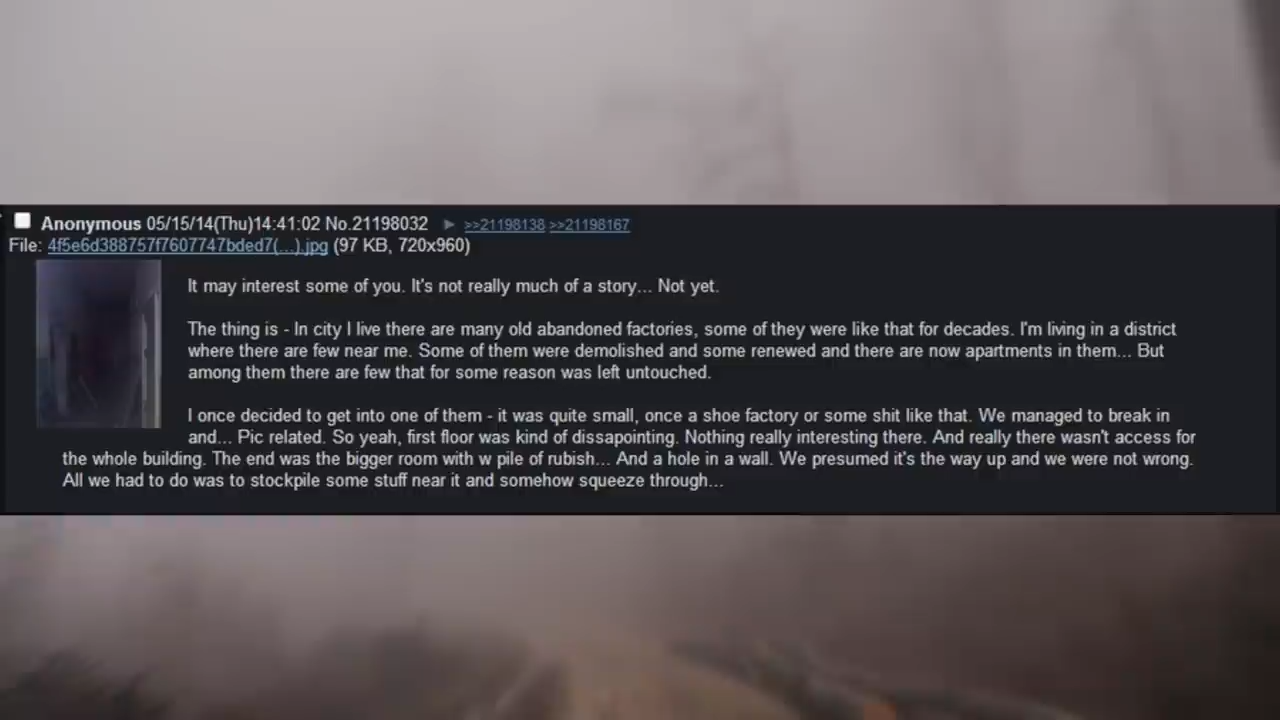 Anonymous 05/15/14(Thu)14:41:02 No.21198032 ► >>21198138 >>21198167
File: 4f5e6d388757f7607747bded7(...).jpg (97 KB, 720x960)
It may interest some of you. It's not really much of a story... Not yet.
The thing is - In city I live there are many old abandoned factories, some of they were like that for decades. I'm living in a district
where there are few near me. Some of them were demolished and some renewed and there are now apartments in them... But
among them there are few that for some reason was left untouched.
I once decided to get into one of them - it was quite small, once a shoe factory or some shit like that. We managed to break in
and... Pic related. So yeah, first floor was kind of dissapointing. Nothing really interesting there. And really there wasn't access for
the whole building. The end was the bigger room with w pile of rubish... And a hole in a wall. We presumed it's the way up and we were not wrong.
All we had to do was to stockpile some stuff near it and somehow squeeze through...